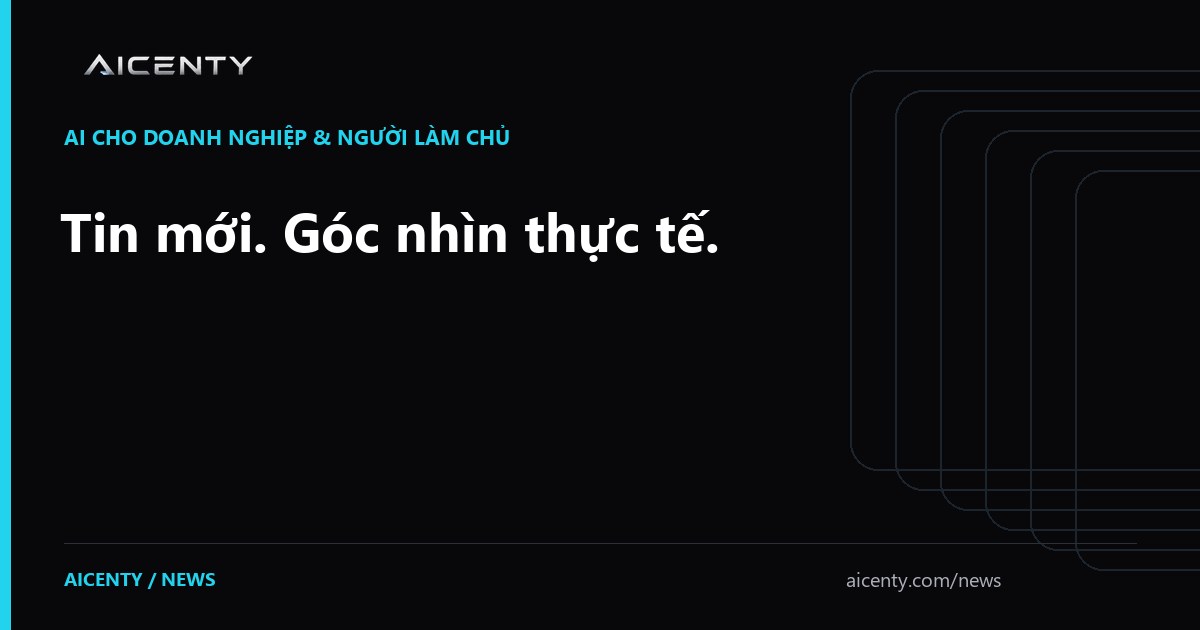 AICENTY
AI CHO DOANH NGHIỆP & NGƯỜI LÀM CHỦ
Tin mới. Góc nhìn thực tế.
AICENTY / NEWS
aicenty.com/news